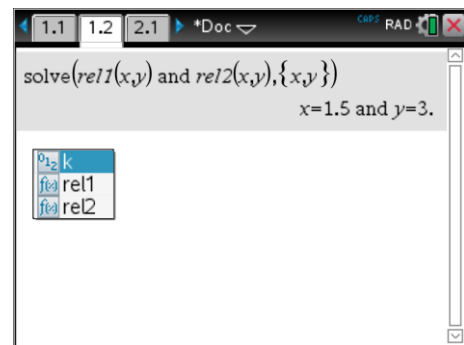 1.1 1.2 2.1 *Doc CAPS RAD
solve(rel1(x,y) and rel2(x,y),{x,y})
x=1.5 and y=3.
012 k
f(x) rel1
f(x) rel2